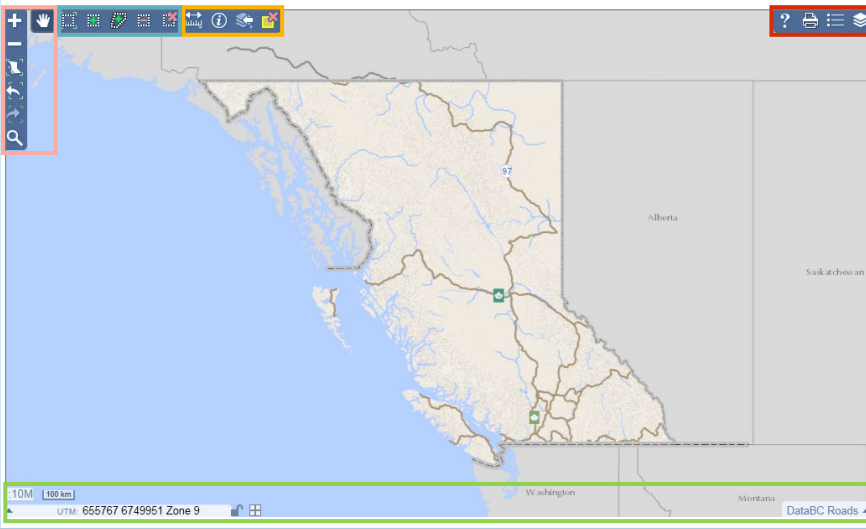 ?
97
Alberta
Saskatchewan
:10M
100 km
Washington
Montana
UTM: 655767 6749951 Zone 9
DataBC Roads